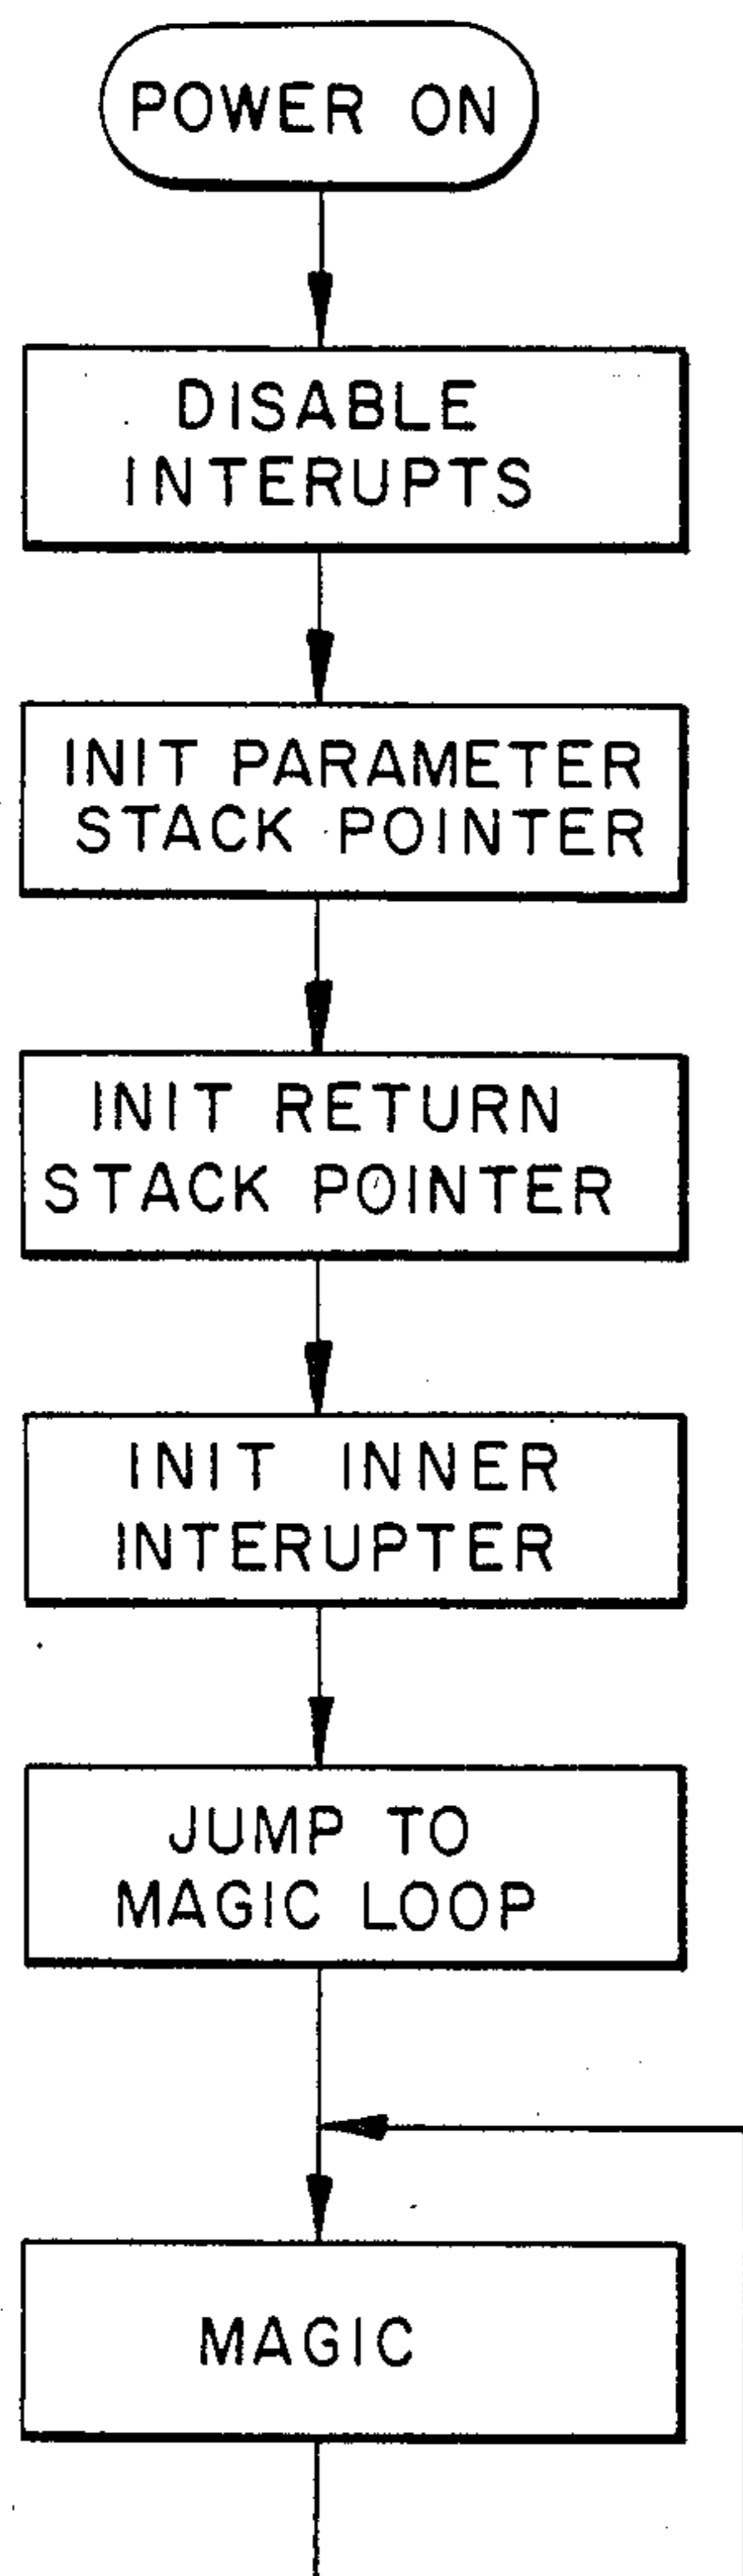 POWER ON
DISABLE
INTERUPTS
INIT PARAMETER
STACK POINTER
INIT RETURN
STACK POINTER
INIT INNER
INTERUPTER
JUMP TO
MAGIC LOOP
MAGIC